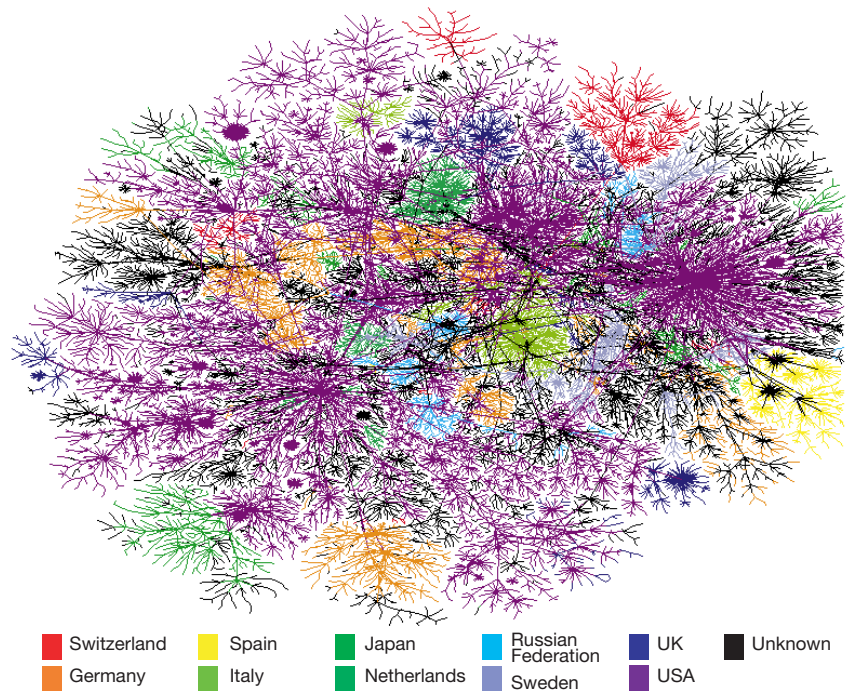 Switzerland
Spain
Japan
Russian
Federation
UK
Unknown
Germany
Italy
Netherlands
Sweden
USA